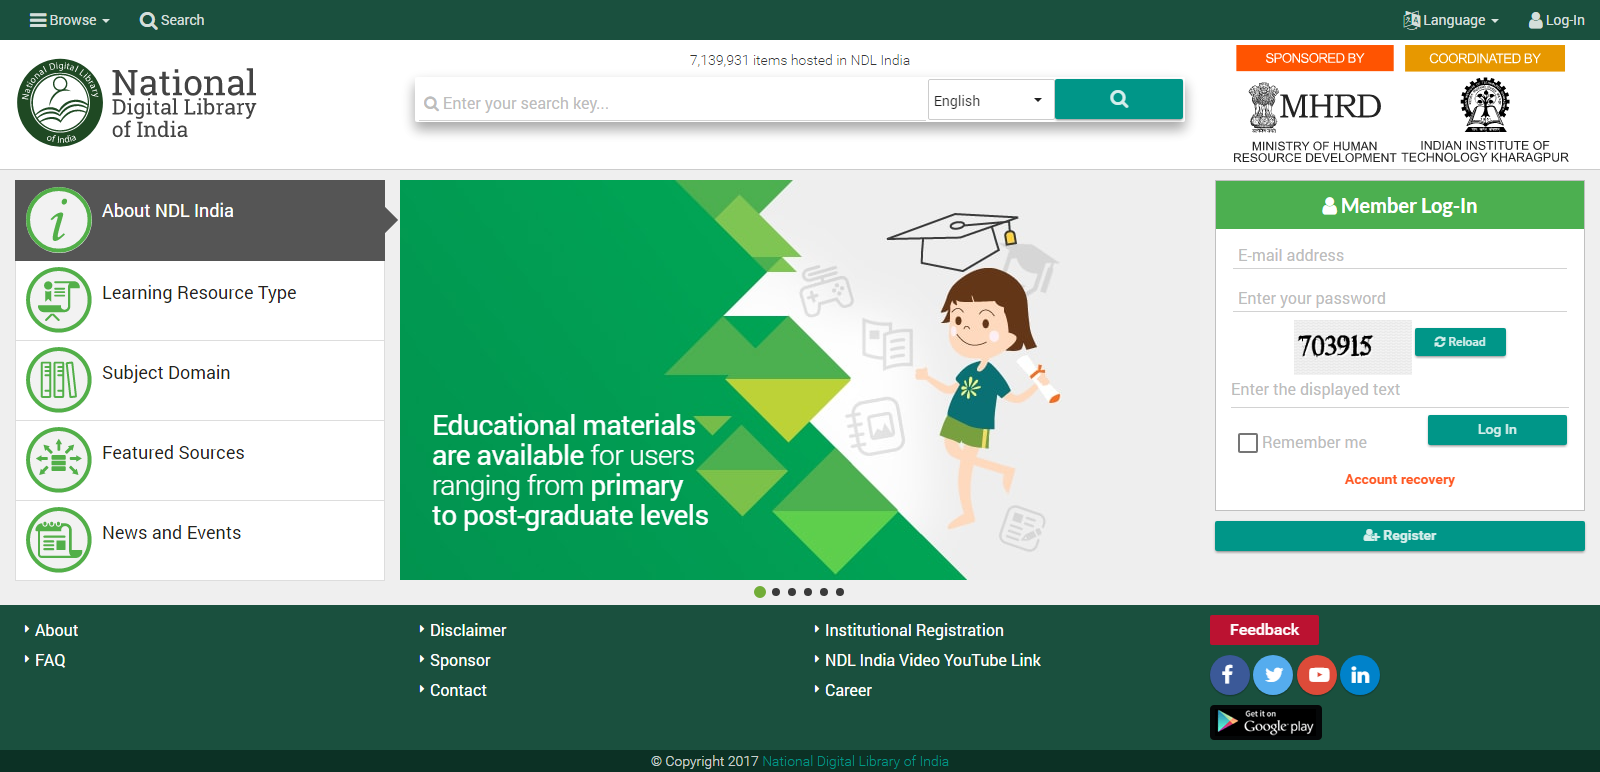 Browse
Search
Language
Log-In
National Digital Library
of India
National
Digital Library
of India
7,139,931 items hosted in NDL India
Enter your search key...
English
SPONSORED BY
MHRD
MINISTRY OF HUMAN
RESOURCE DEVELOPMENT
COORDINATED BY
INDIAN INSTITUTE OF
TECHNOLOGY KHARAGPUR
About NDL India
Learning Resource Type
Subject Domain
Featured Sources
News and Events
Educational materials
are available for users
ranging from primary
to post-graduate levels
Member Log-In
E-mail address
Enter your password
703915
Reload
Enter the displayed text
Remember me
Log In
Account recovery
Register
About
FAQ
Disclaimer
Sponsor
Contact
Institutional Registration
NDL India Video YouTube Link
Career
Feedback
Get it on
Google play
© Copyright 2017 National Digital Library of India